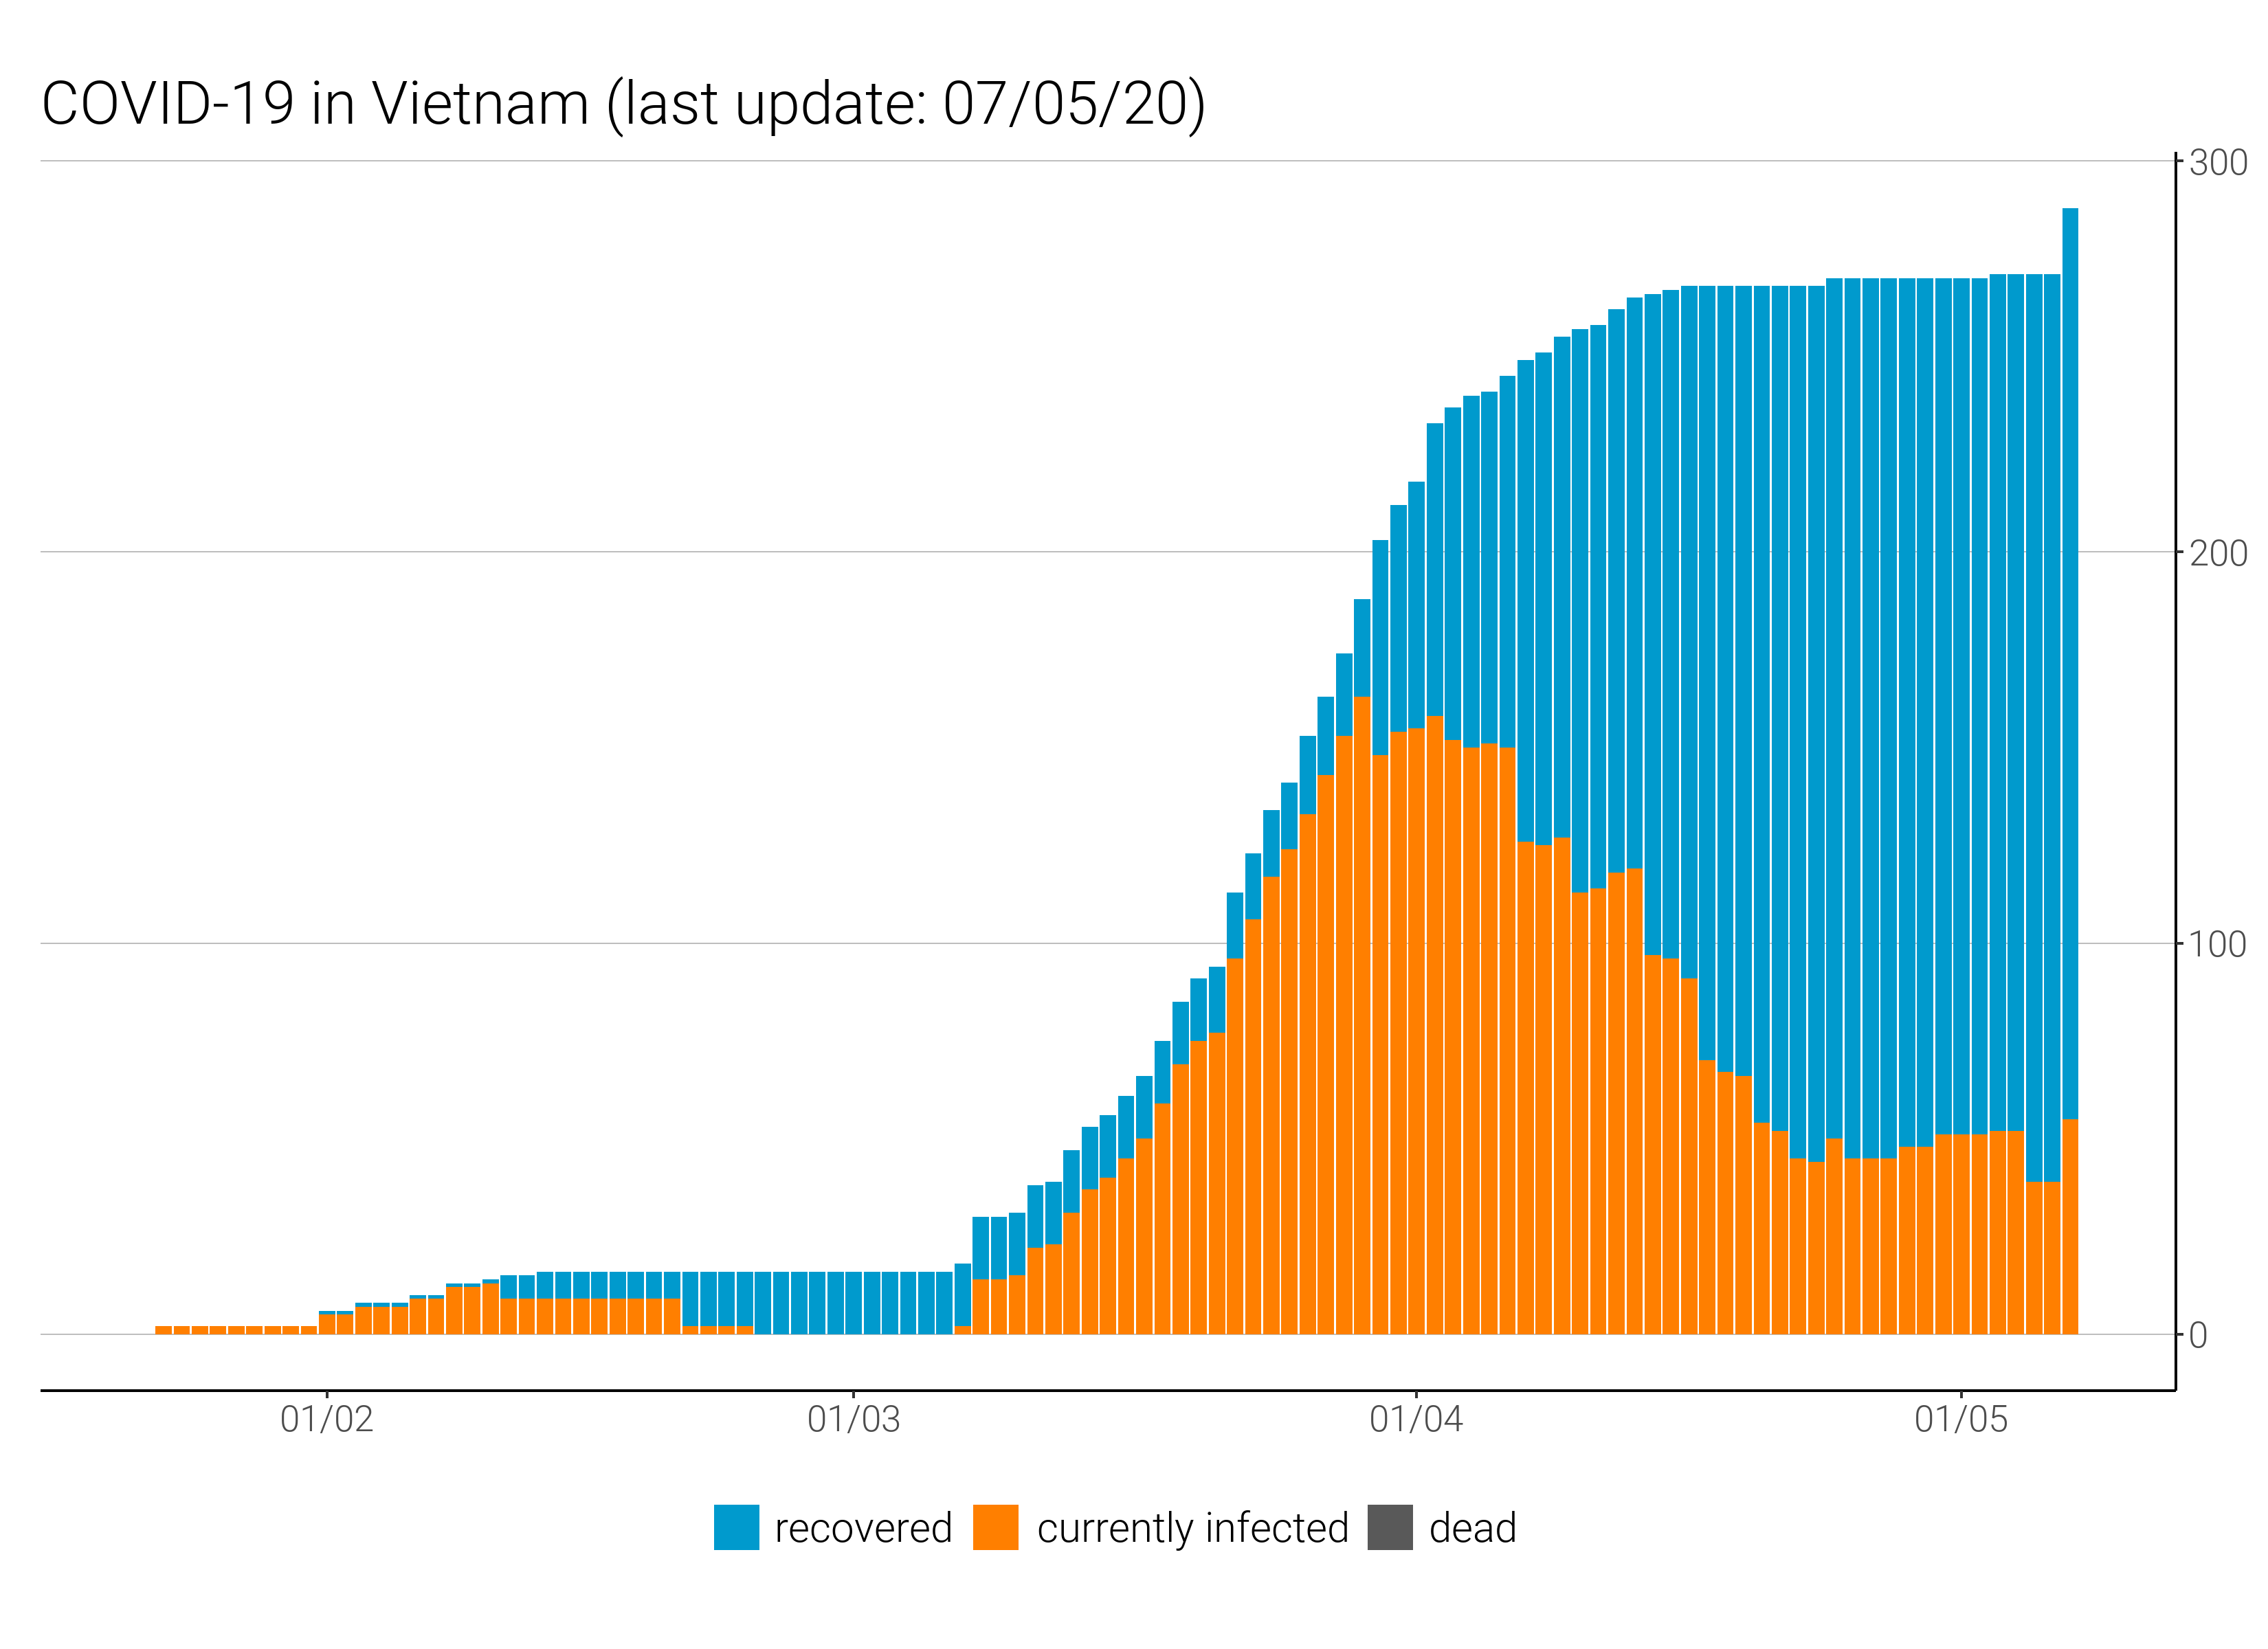 COVID-19 in Vietnam (last update: 07/05/20)
300
200
100
0
01/02 01/03 01/04 01/05
recovered currently infected dead